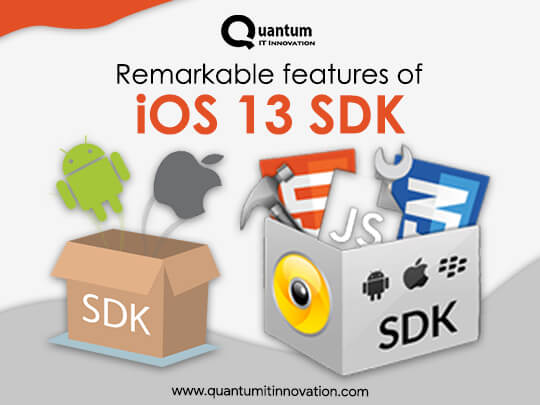 Quantum
IT INNOVATION
Remarkable features of
iOS 13 SDK
JS
SDK
SDK
www.quantumitinnovation.com